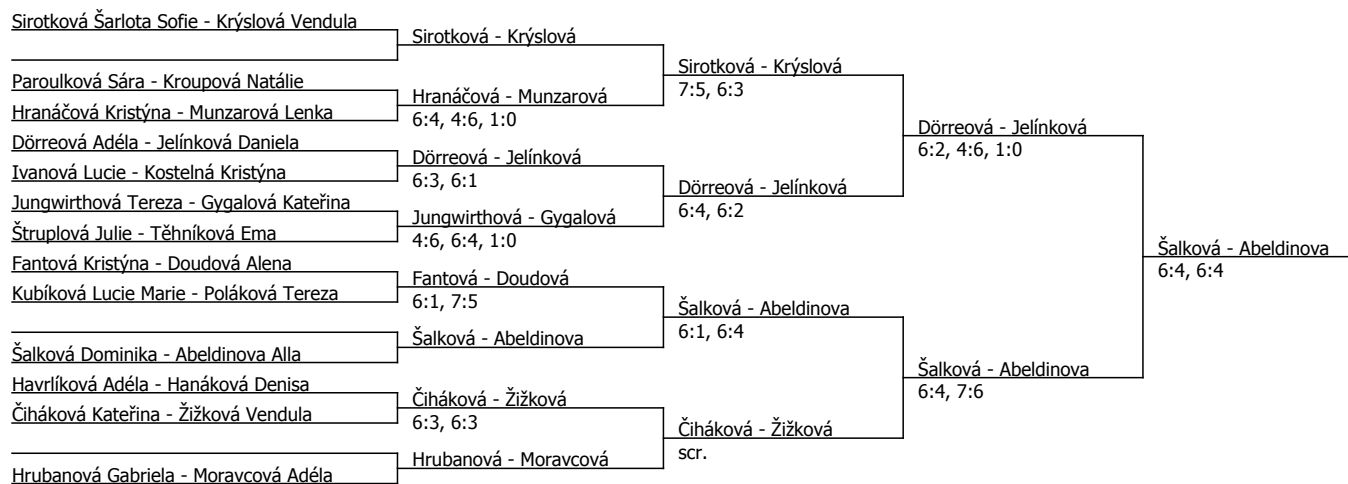 Sirotková Šarlota Sofie - Krýslová Vendula
Paroulková Sára - Kroupová Natálie
Hranáčová Kristýna - Munzarová Lenka
Dörreová Adéla - Jelínková Daniela
Ivanová Lucie - Kostelná Kristýna
Jungwirthová Tereza - Gygalová Kateřina
Štruplová Julie - Těhníková Ema
Fantová Kristýna - Doudová Alena
Kubíková Lucie Marie - Poláková Tereza
Šalková Dominika - Abeldinova Alla
Havrlíková Adéla - Hanáková Denisa
Čiháková Kateřina - Žižková Vendula
Hrubanová Gabriela - Moravcová Adéla
Sirotková - Krýslová
Hranáčová - Munzarová
6:4, 4:6, 1:0
Dörreová - Jelínková
6:3, 6:1
Jungwirthová - Gygalová
4:6, 6:4, 1:0
Fantová - Doudová
6:1, 7:5
Šalková - Abeldinova
Čiháková - Žižková
6:3, 6:3
Hrubanová - Moravcová
Sirotková - Krýslová
7:5, 6:3
Dörreová - Jelínková
6:4, 6:2
Šalková - Abeldinova
6:1, 6:4
Čiháková - Žižková
scr.
Dörreová - Jelínková
6:2, 4:6, 1:0
Šalková - Abeldinova
6:4, 7:6
Šalková - Abeldinova
6:4, 6:4